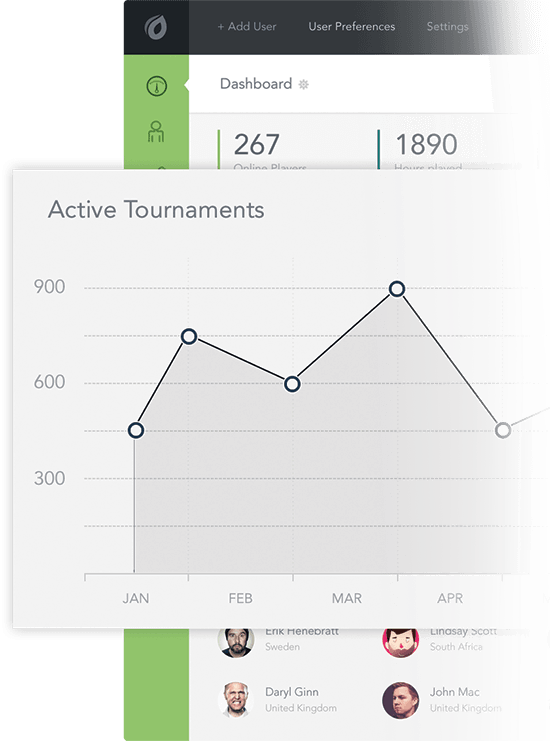 + Add User
User Preferences
Settings
Dashboard
267
1890
Online Players
Hours played
Active Tournaments
900
600
300
JAN
FEB
MAR
APR
Erik Henebratt
Lindsay Scott
Sweden
South Africa
Daryl Ginn
John Mac
United Kingdom
United Kingdom